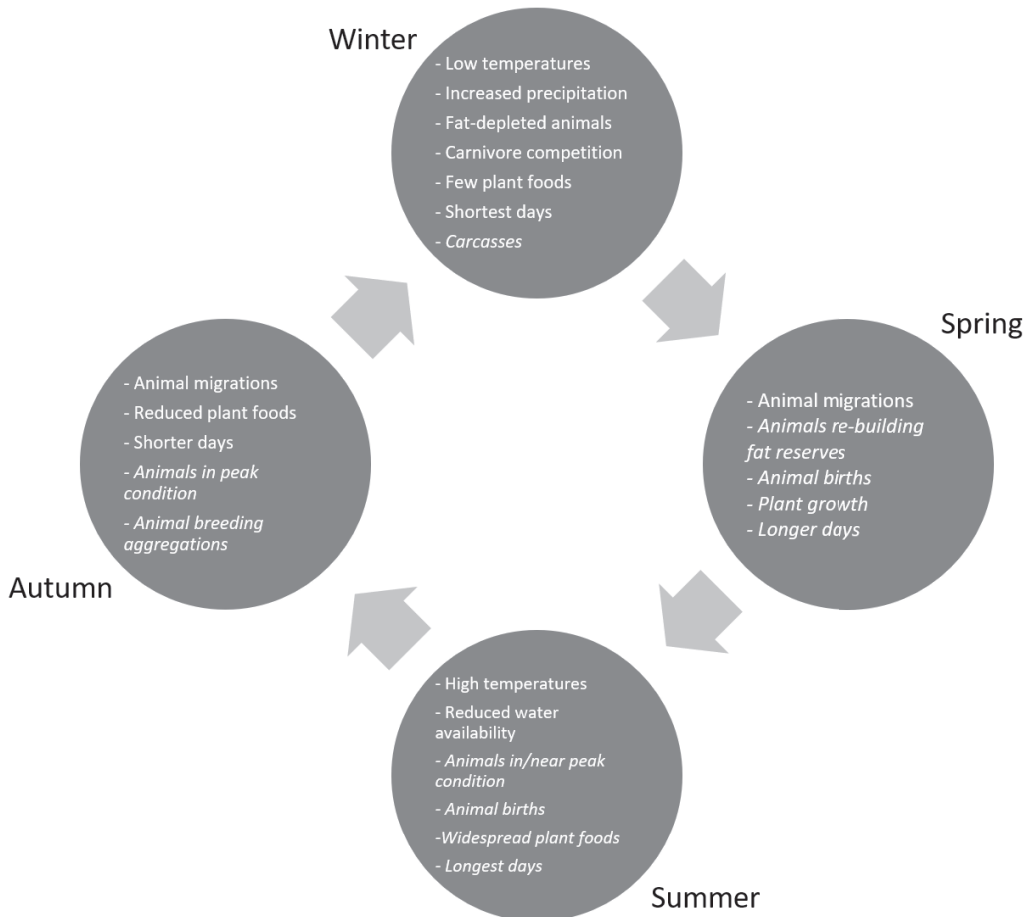 Winter
- Low temperatures
- Increased precipitation
- Fat-depleted animals
- Carnivore competition
- Few plant foods
- Shortest days
- Carcasses
Spring
- Animal migrations
- Animals re-building
fat reserves
- Animal births
- Plant growth
- Longer days
Summer
- High temperatures
- Reduced water
availability
- Animals in/near peak
condition
- Animal births
-Widespread plant foods
- Longest days
Autumn
- Animal migrations
- Reduced plant foods
- Shorter days
- Animals in peak
condition
- Animal breeding
aggregations